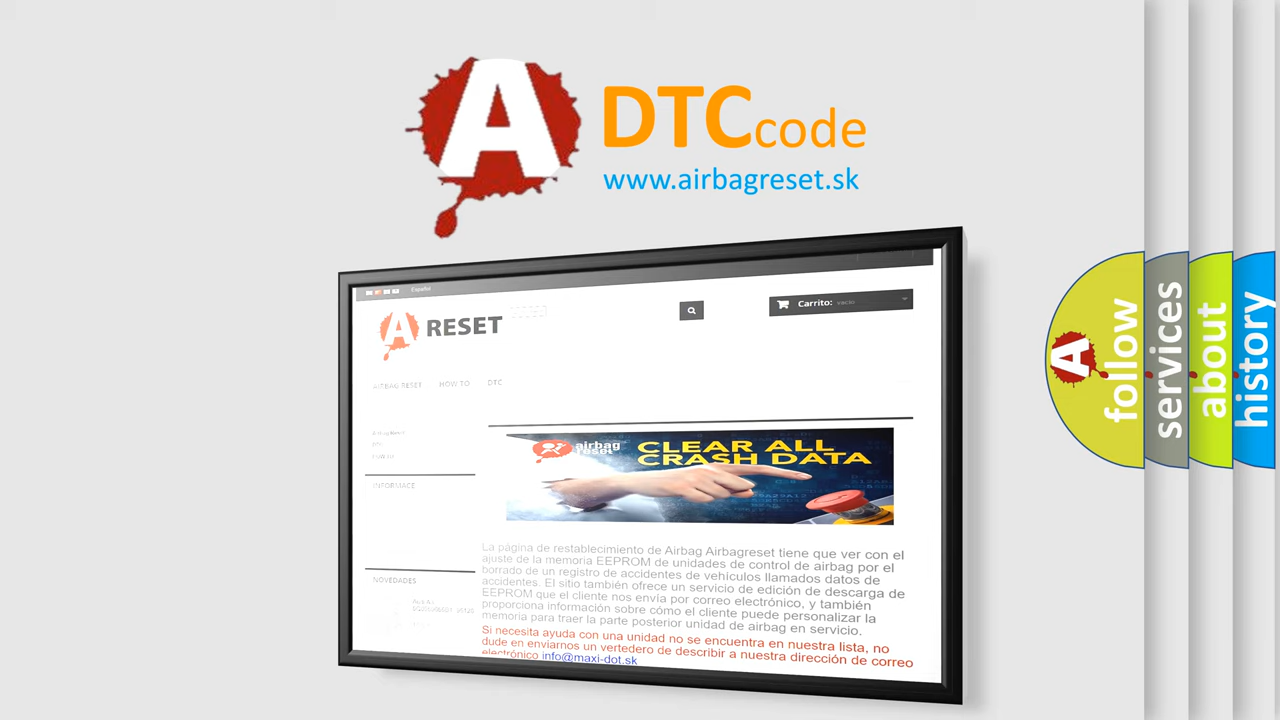 A
DTC code
www.airbagreset.sk
Español
A RESET
Carrito: vacío
AIRBAG RESET HOW TO DTC
INFORMACE
airbag
reset
CLEAR ALL
CRASH DATA
La página de restablecimiento de Airbag Airbagreset tiene que ver con el
ajuste de la memoria EEPROM de unidades de control de airbag por el
borrado de un registro de accidentes de vehículos llamados datos de
accidentes. El sitio también ofrece un servicio de edición de descarga de
EEPROM que el cliente nos envía por correo electrónico, y también
proporciona información sobre cómo el cliente puede personalizar la
memoria para traer la parte posterior unidad de airbag en servicio.
Si necesita ayuda con una unidad no se encuentra en nuestra lista, no
dude en enviarnos un vertedero de describir a nuestra dirección de correo
electrónico info@maxi-dot.sk
NOVEDADES
A follow
services
about
history